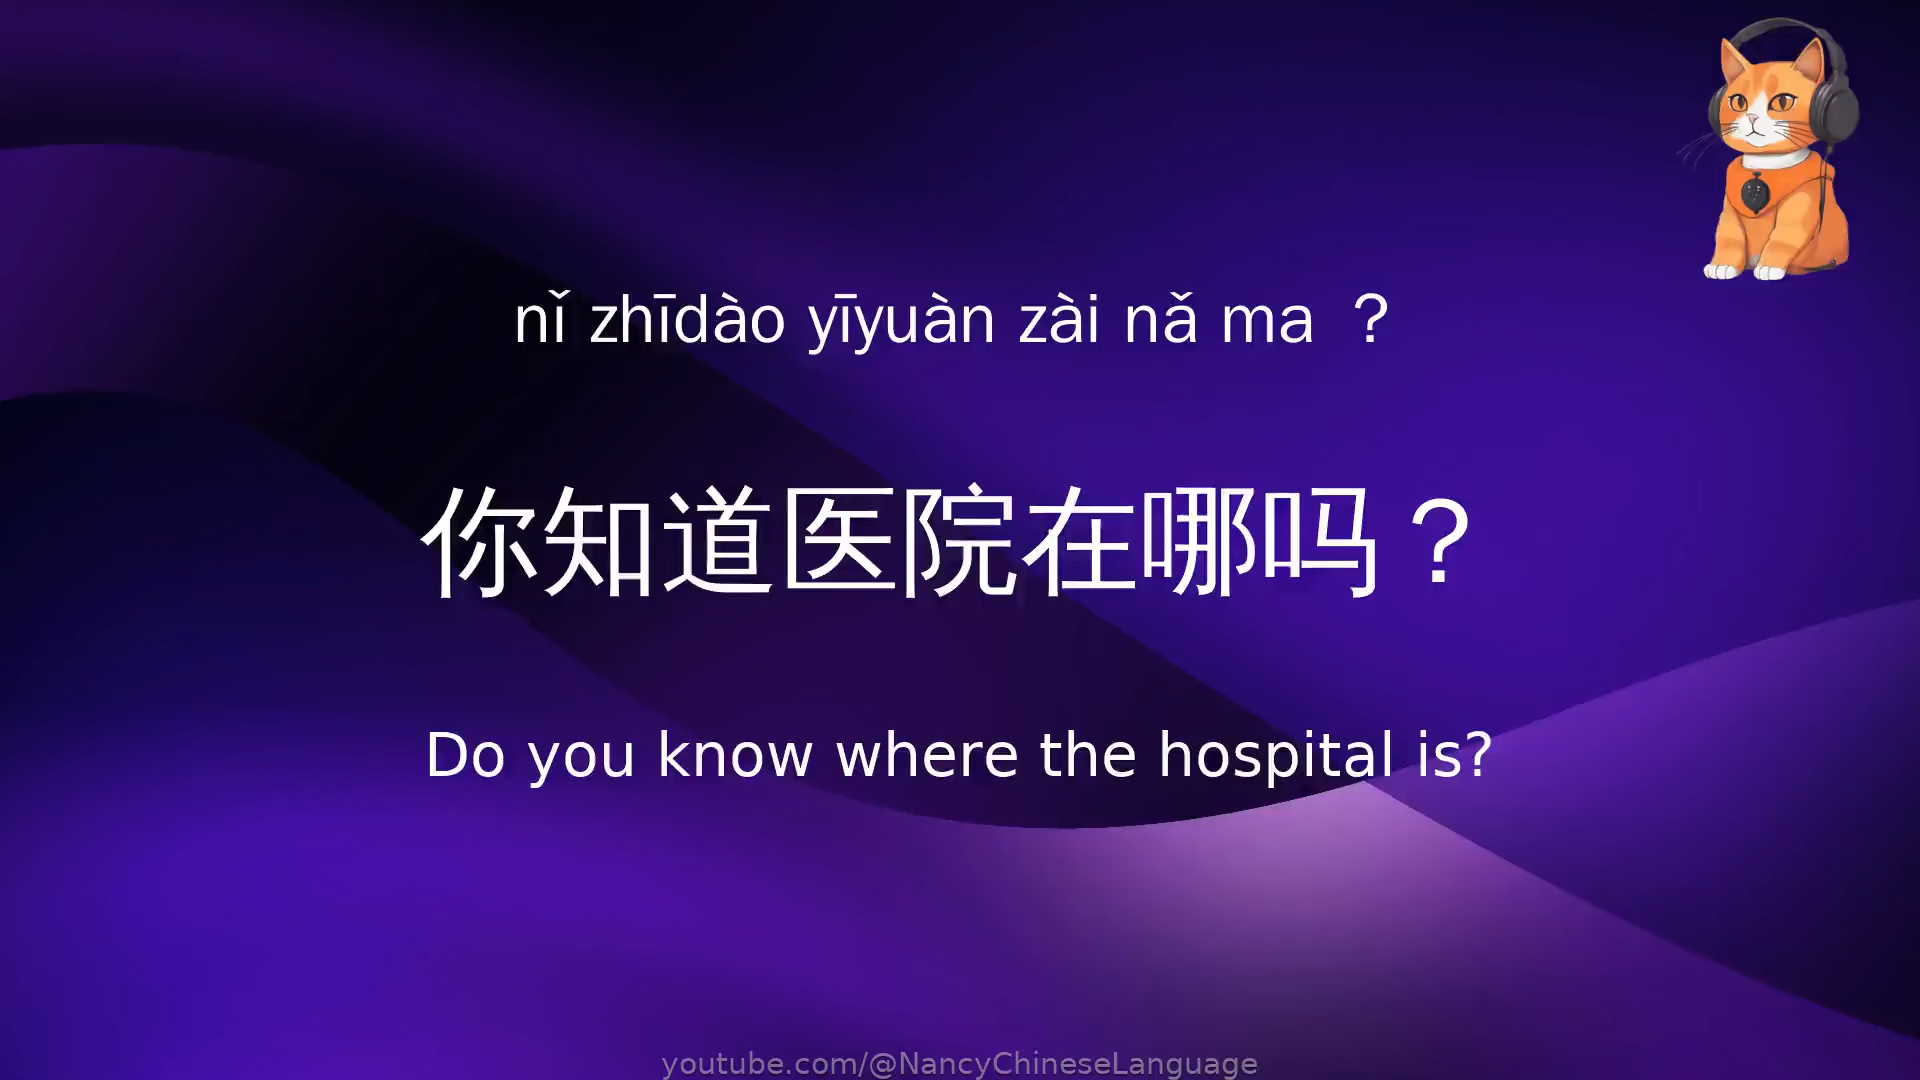 nǐ zhīdào yīyuàn zài nǎ ma ？
你知道医院在哪吗？
Do you know where the hospital is?
youtube.com/@NancyChineseLanguage